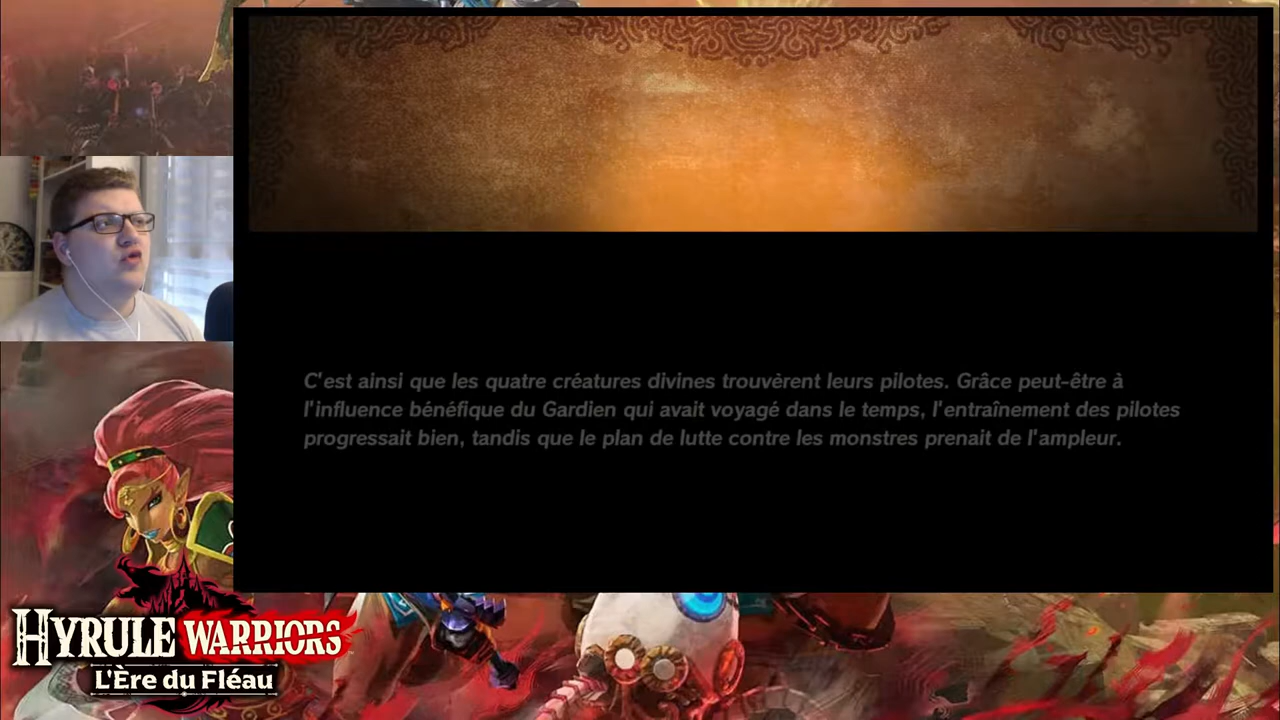 C'est ainsi que les quatre créatures divines trouvèrent leurs pilotes. Grâce peut-être à
l'influence bénéfique du Gardien qui avait voyagé dans le temps, l'entraînement des pilotes
progressait bien, tandis que le plan de lutte contre les monstres prenait de l'ampleur.
HYRULE WARRIORS
L'Ère du Fléau